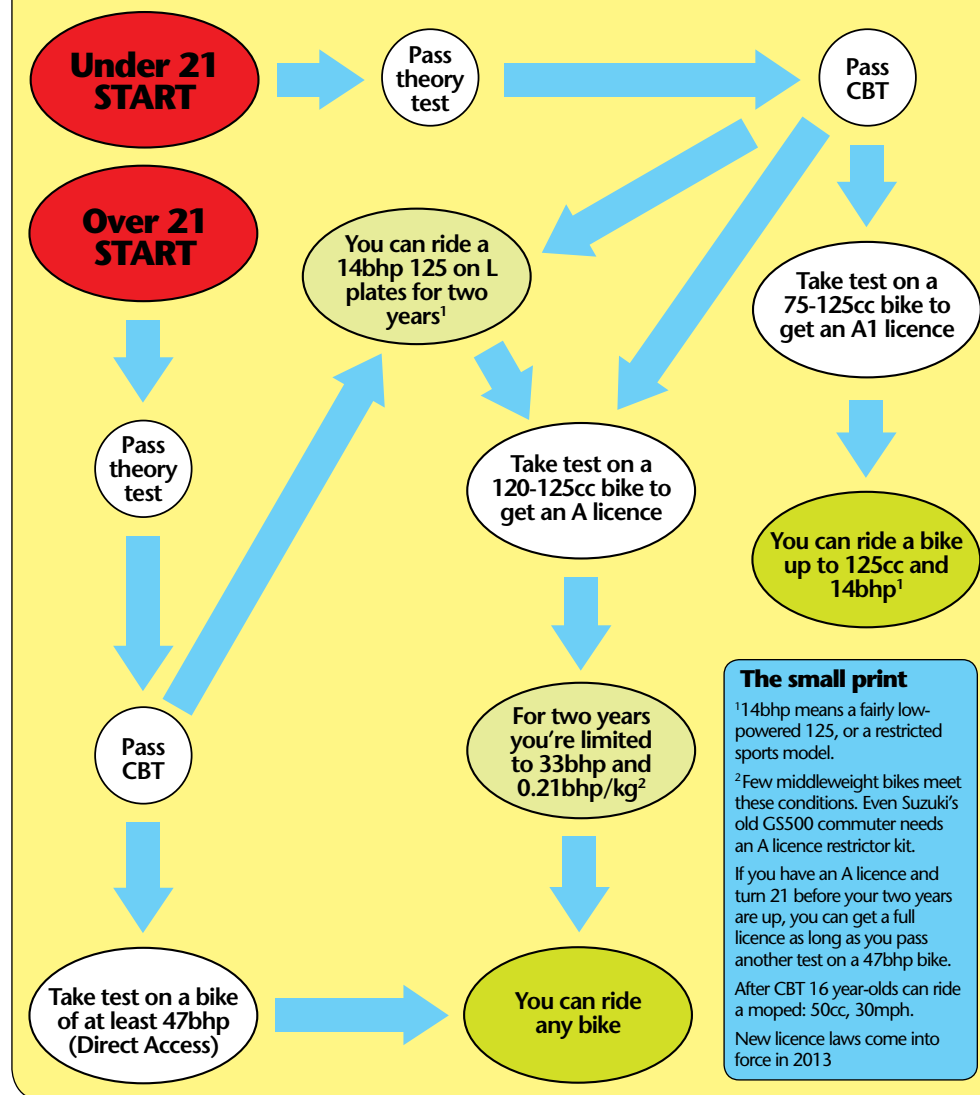 Under 21
START
Pass
theory
test
Pass
CBT
Over 21
START
You can ride a
14bhp 125 on L
plates for two
years¹
Take test on a
75-125cc bike to
get an A1 licence
Pass
theory
test
Take test on a
120-125cc bike to
get an A licence
You can ride a bike
up to 125cc and
14bhp¹
Pass
CBT
For two years
you're limited
to 33bhp and
0.21bhp/kg²
Take test on a bike
of at least 47bhp
(Direct Access)
You can ride
any bike
The small print
¹14bhp means a fairly low-
powered 125, or a restricted
sports model.
²Few middleweight bikes meet
these conditions. Even Suzuki's
old GS500 commuter needs
an A licence restrictor kit.
If you have an A licence and
turn 21 before your two years
are up, you can get a full
licence as long as you pass
another test on a 47bhp bike.
After CBT 16 year-olds can ride
a moped: 50cc, 30mph.
New licence laws come into
force in 2013